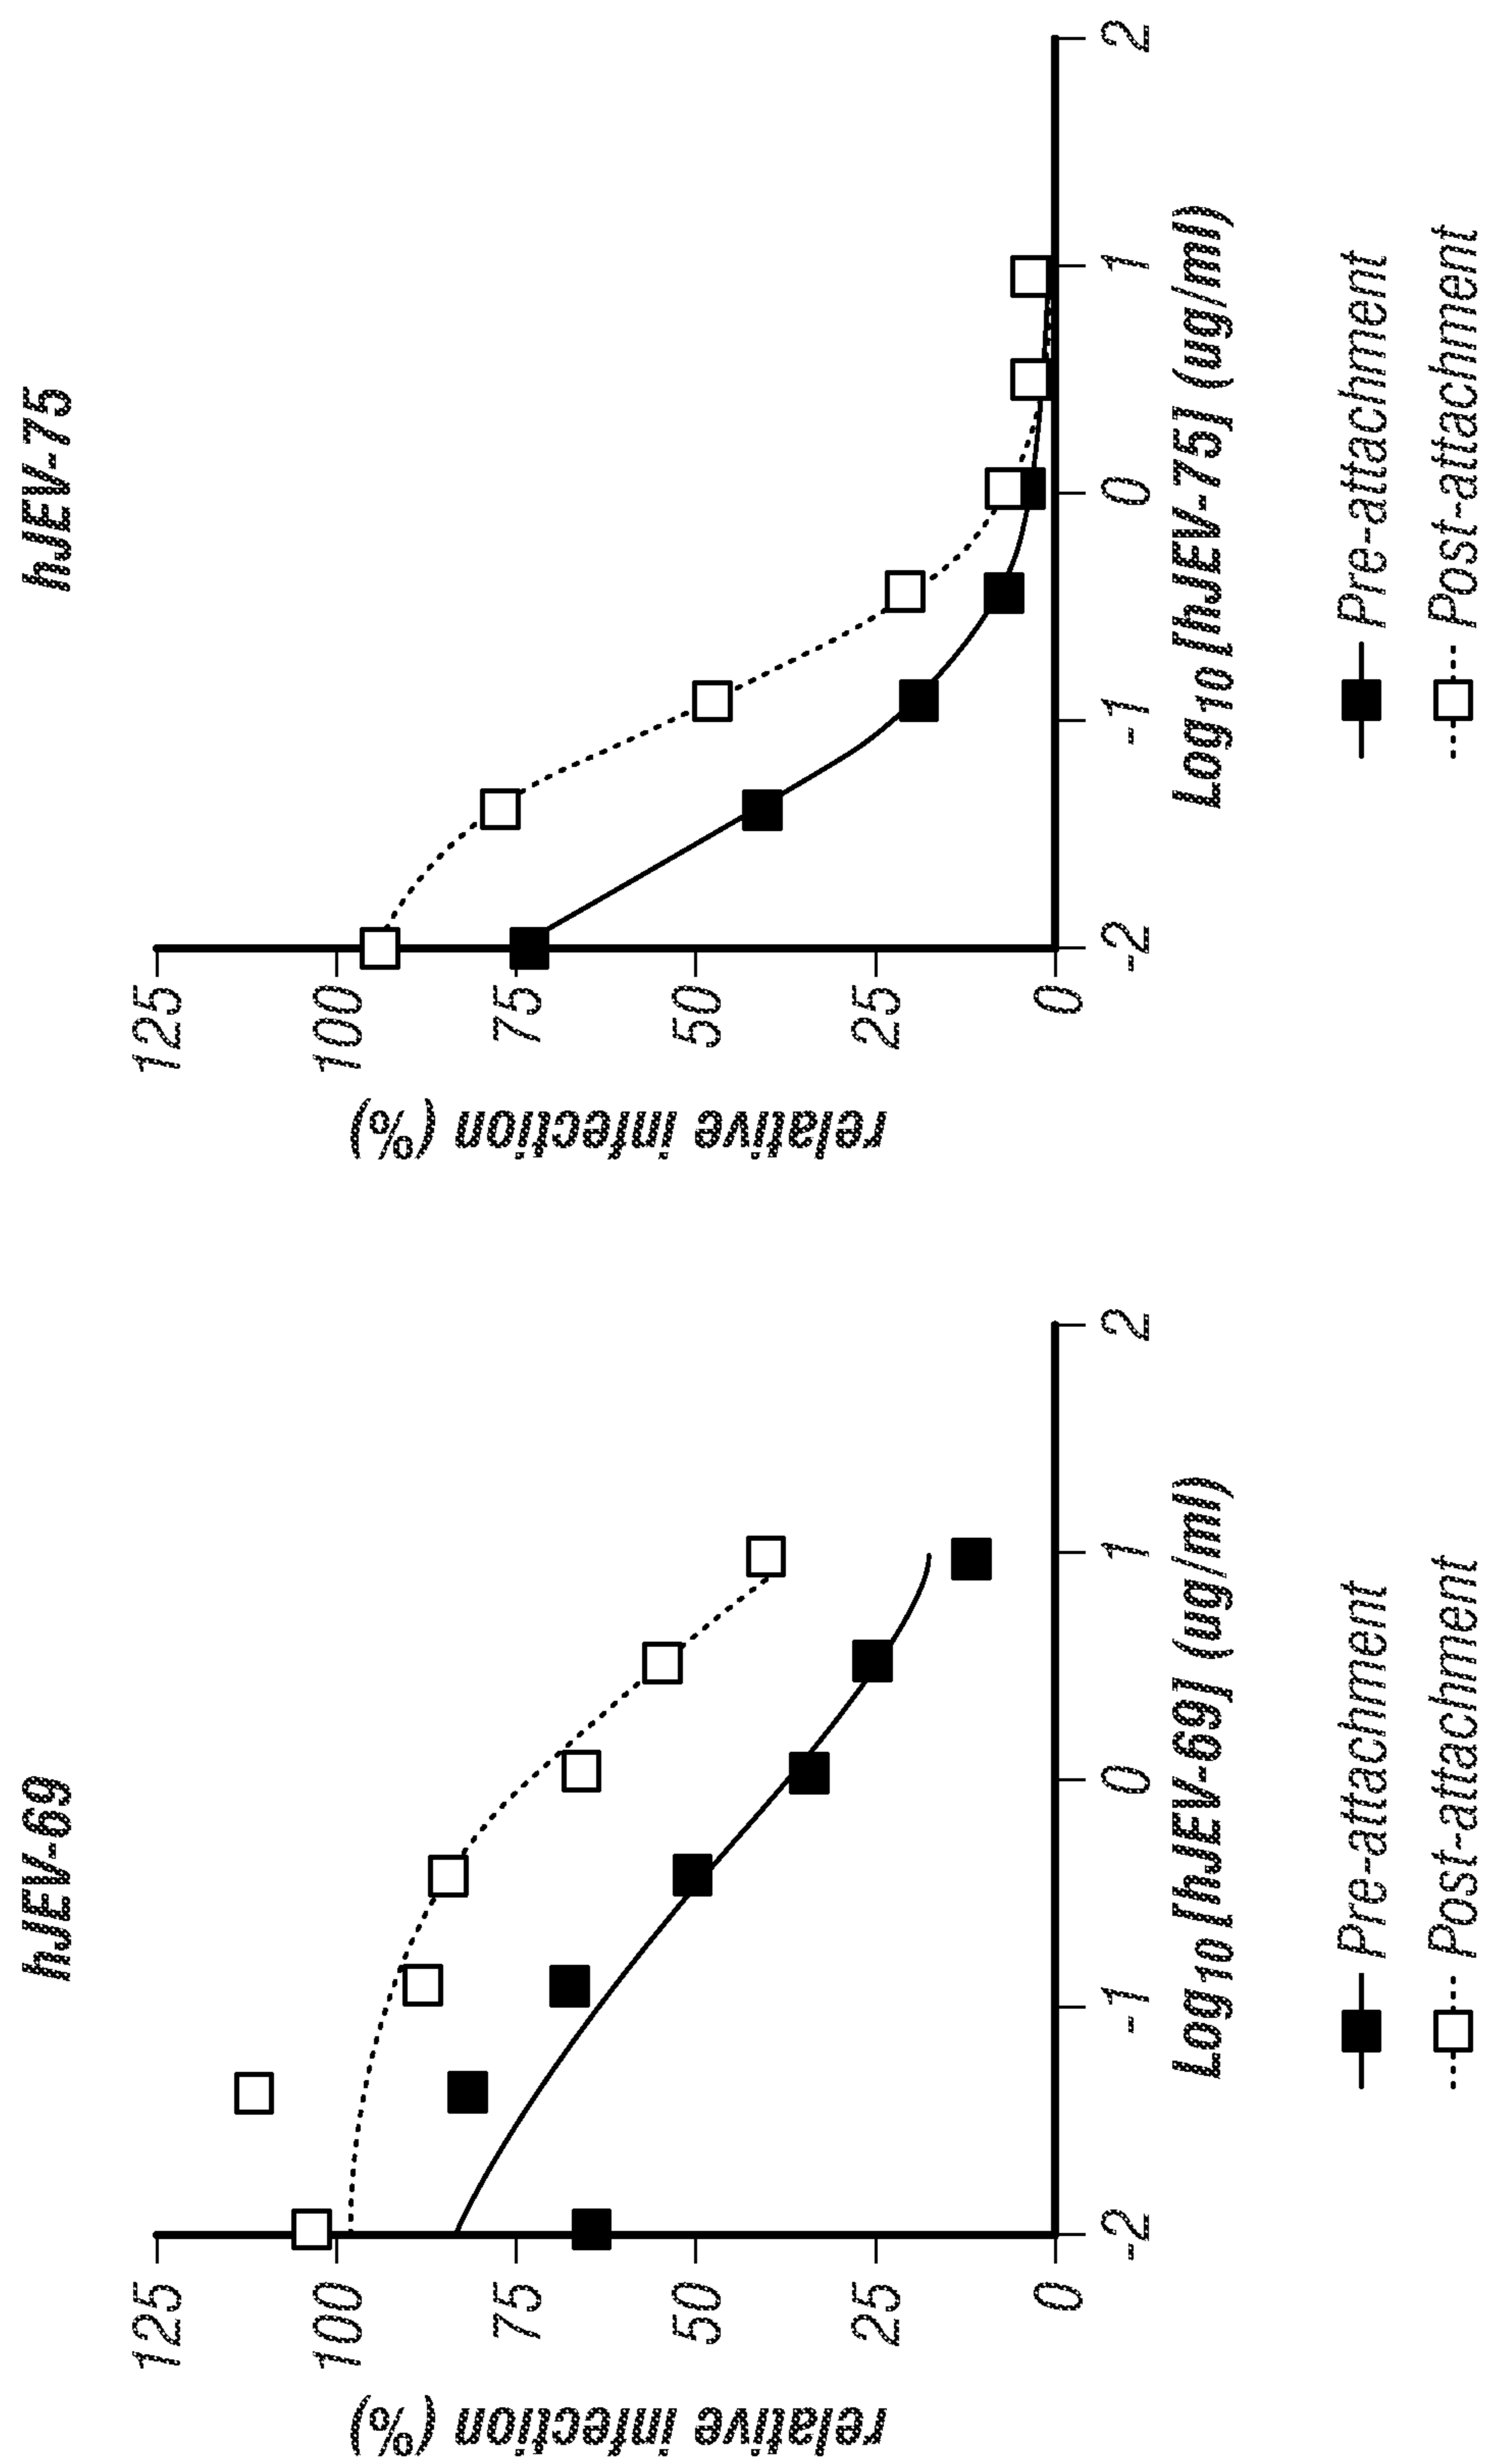 hJEV-69
relative infection (%)
125
100
75
50
25
0
-2
-1
0
1
2
Log10 [hJEV-69] (ug/ml)
Pre-attachment
Post-attachment
hJEV-75
relative infection (%)
125
100
75
50
25
0
-2
-1
0
1
2
Log10 [hJEV-75] (ug/ml)
Pre-attachment
Post-attachment